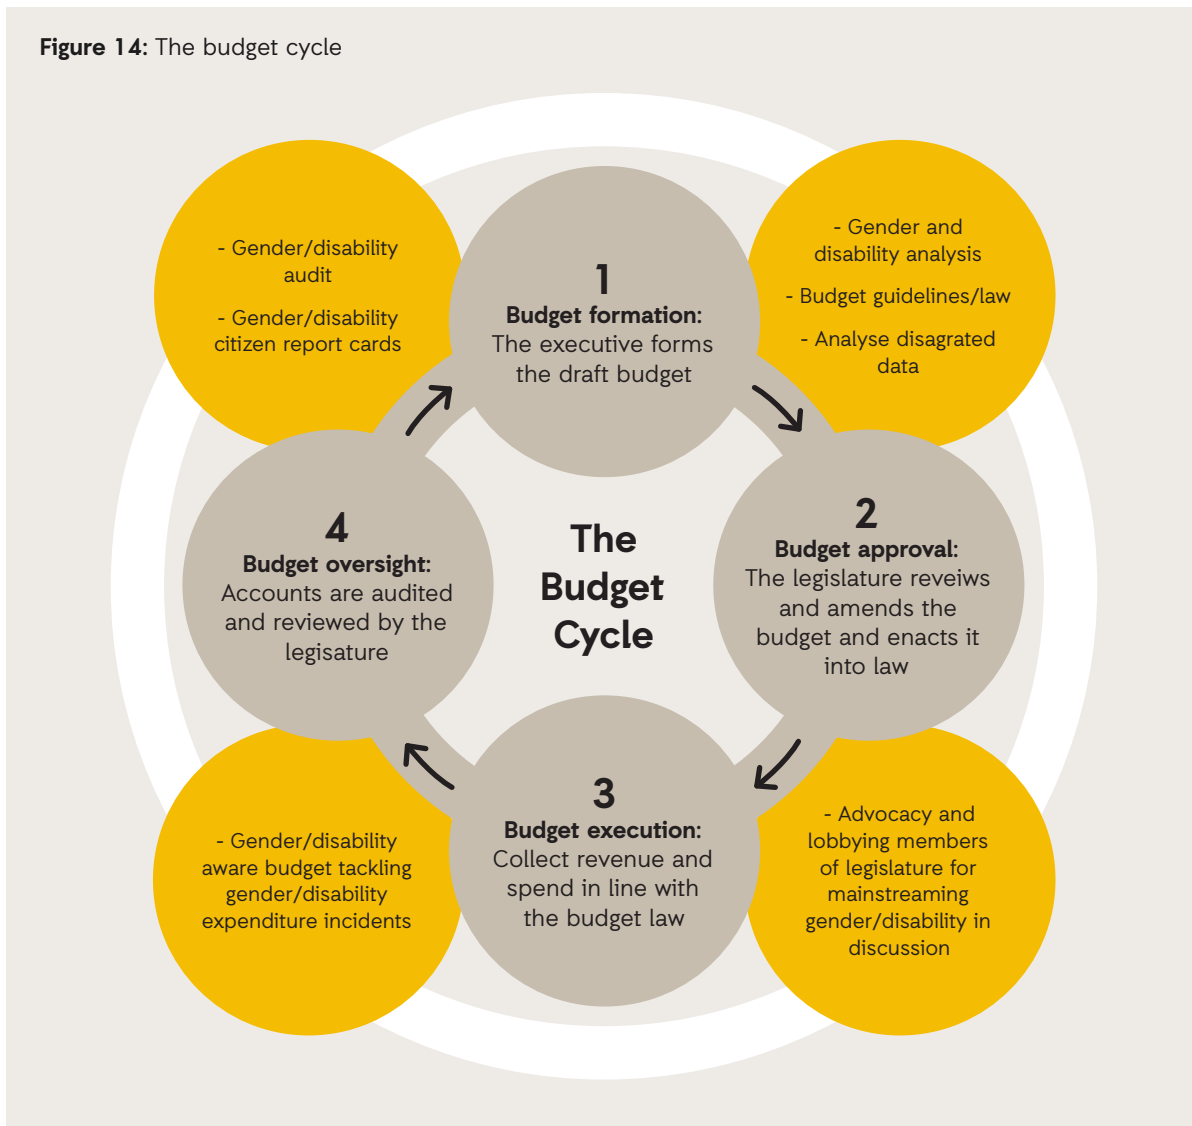 Figure 14: The budget cycle
- Gender/disability
audit
- Gender/disability
citizen report cards
1
Budget formation:
The executive forms
the draft budget
- Gender and
disability analysis
- Budget guidelines/law
- Analyse disagrated
data
4
Budget oversight:
Accounts are audited
and reviewed by the
legisature
The
Budget
Cycle
2
Budget approval:
The legislature reveiws
and amends the
budget and enacts it
into law
- Gender/disability
aware budget tackling
gender/disability
expenditure incidents
3
Budget execution:
Collect revenue and
spend in line with
the budget law
- Advocacy and
lobbying members
of legislature for
mainstreaming
gender/disability in
discussion